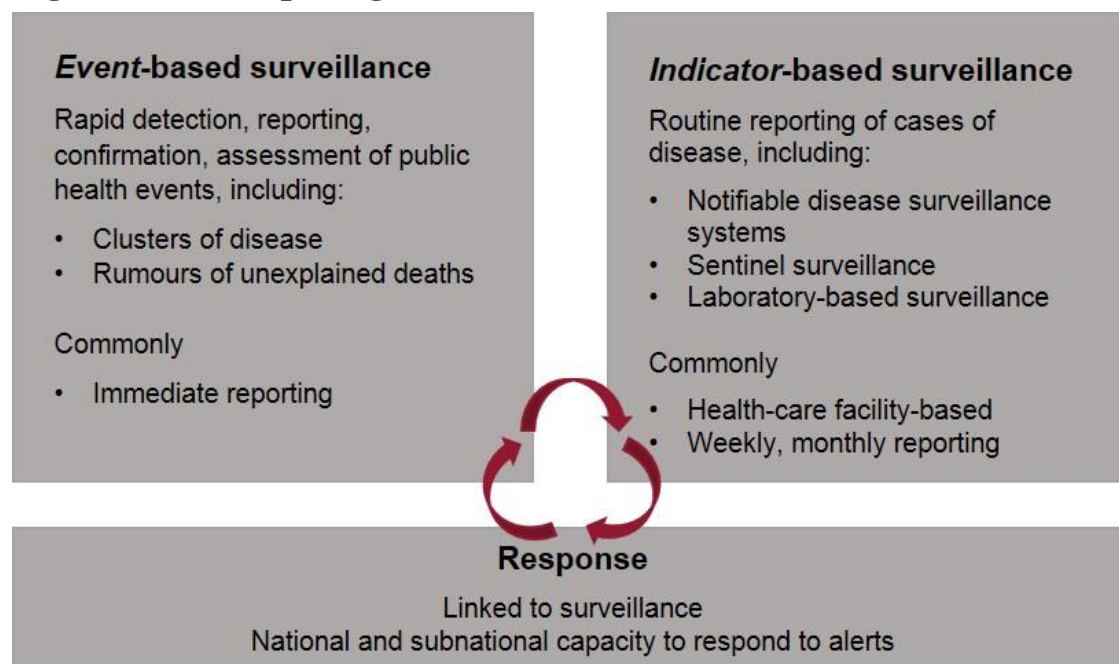 Event-based surveillance
Rapid detection, reporting,
confirmation, assessment of public
health events, including:
• Clusters of disease
• Rumours of unexplained deaths
Commonly
• Immediate reporting
Indicator-based surveillance
Routine reporting of cases of
disease, including:
• Notifiable disease surveillance
systems
• Sentinel surveillance
• Laboratory-based surveillance
Commonly
• Health-care facility-based
• Weekly, monthly reporting
Response
Linked to surveillance
National and subnational capacity to respond to alerts